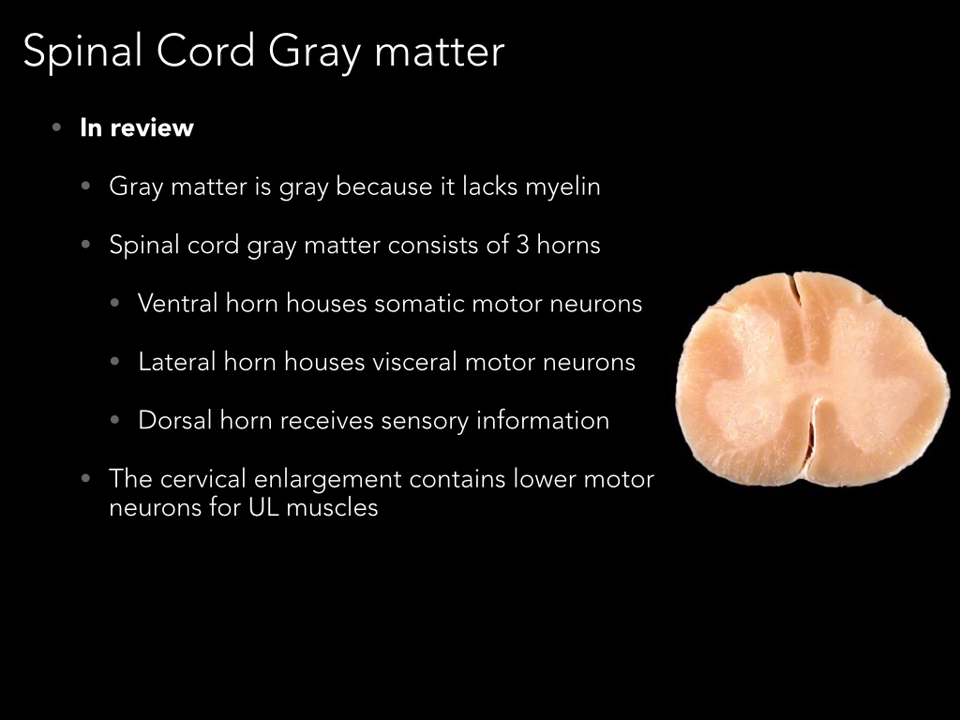 Spinal Cord Gray matter
In review
Gray matter is gray because it lacks myelin
Spinal cord gray matter consists of 3 horns
Ventral horn houses somatic motor neurons
Lateral horn houses visceral motor neurons
Dorsal horn receives sensory information
The cervical enlargement contains lower motor
neurons for UL muscles